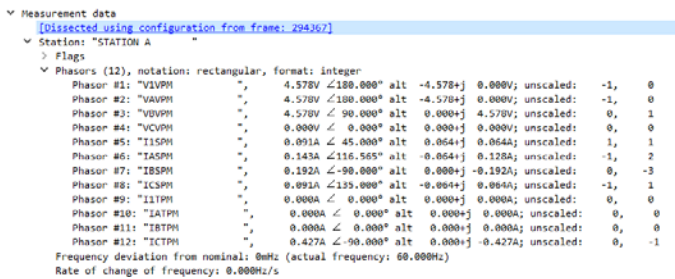 Measurement data
[Dissected using configuration from frame: 294367]
Station: "STATION A        "
Flags
Phasors (12), notation: rectangular, format: integer
Phasor #1: "V1VPM           ",     4.578V ∠180.000° alt  -4.578+j  0.000V; unscaled:    -1,     0
Phasor #2: "VAVPM           ",     4.578V ∠180.000° alt  -4.578+j  0.000V; unscaled:    -1,     0
Phasor #3: "VBVPM           ",     4.578V ∠ 90.000° alt   0.000+j  4.578V; unscaled:     0,     1
Phasor #4: "VCVPM           ",     0.000V ∠  0.000° alt   0.000+j  0.000V; unscaled:     0,     0
Phasor #5: "I1SPM           ",     0.091A ∠ 45.000° alt   0.064+j  0.064A; unscaled:     1,     1
Phasor #6: "IASPM           ",     0.143A ∠116.565° alt  -0.064+j  0.128A; unscaled:    -1,     2
Phasor #7: "IBSPM           ",     0.192A ∠-90.000° alt   0.000+j -0.192A; unscaled:     0,    -3
Phasor #8: "ICSPM           ",     0.091A ∠135.000° alt  -0.064+j  0.064A; unscaled:    -1,     1
Phasor #9: "I1TPM           ",     0.000A ∠  0.000° alt   0.000+j  0.000A; unscaled:     0,     0
Phasor #10: "IATPM           ",     0.000A ∠  0.000° alt   0.000+j  0.000A; unscaled:     0,     0
Phasor #11: "IBTPM           ",     0.000A ∠  0.000° alt   0.000+j  0.000A; unscaled:     0,     0
Phasor #12: "ICTPM           ",     0.427A ∠-90.000° alt   0.000+j -0.427A; unscaled:     0,    -1
Frequency deviation from nominal: 0mHz (actual frequency: 60.000Hz)
Rate of change of frequency: 0.000Hz/s